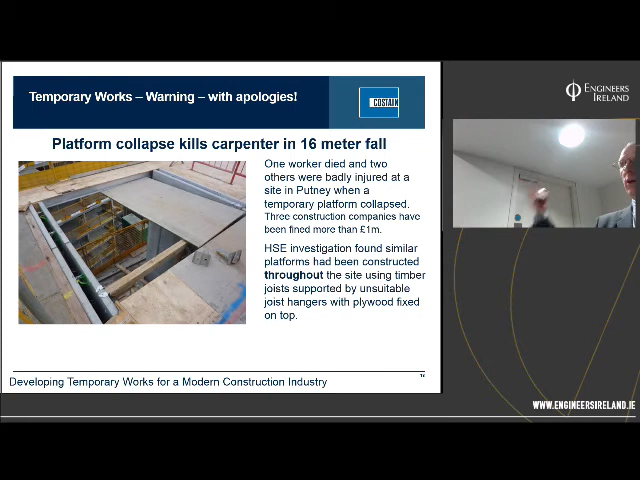 Temporary Works – Warning – with apologies!
COSTAIN
ENGINEERS
IRELAND
Platform collapse kills carpenter in 16 meter fall
One worker died and two
others were badly injured at a
site in Putney when a
temporary platform collapsed.
Three construction companies have
been fined more than £1m.
HSE investigation found similar
platforms had been constructed
throughout the site using timber
joists supported by unsuitable
joist hangers with plywood fixed
on top.
Developing Temporary Works for a Modern Construction Industry
WWW.ENGINEERSIRELAND.IE